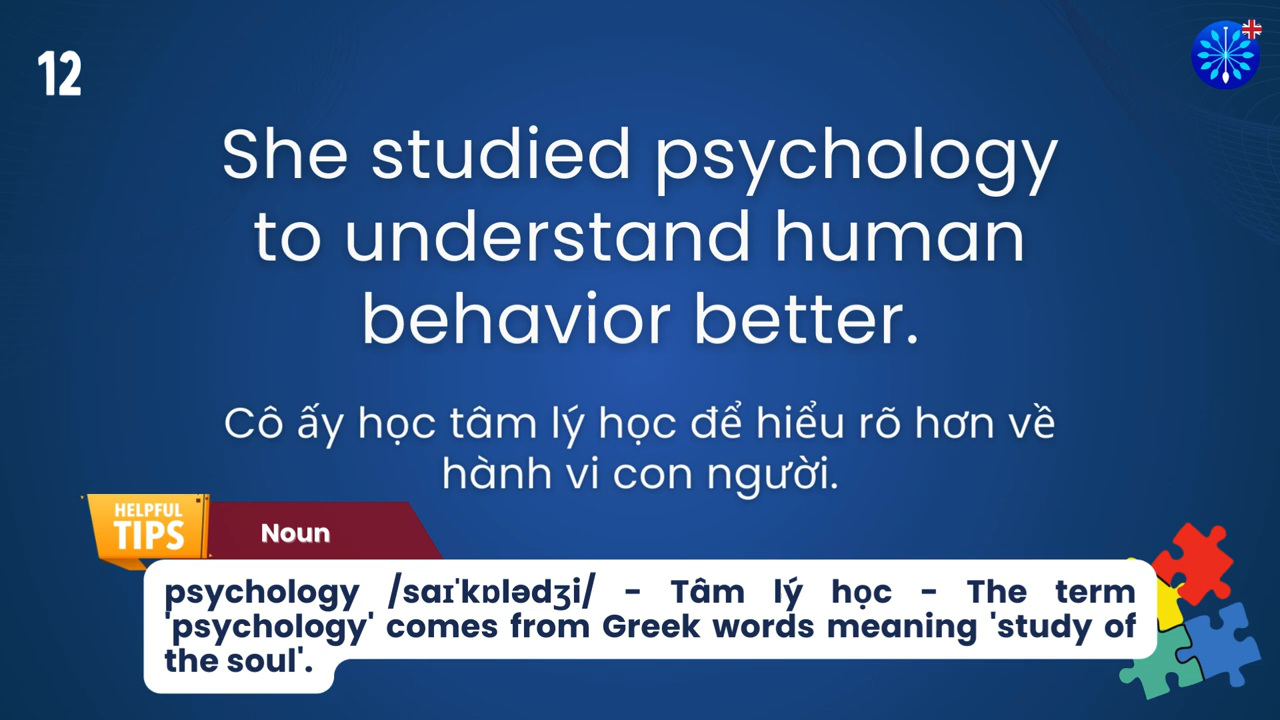 12
She studied psychology
to understand human
behavior better.
Cô ấy học tâm lý học để hiểu rõ hơn về
hành vi con người.
HELPFUL
TIPS
Noun
psychology /saɪˈkɒlədʒi/ - Tâm lý học - The term
'psychology' comes from Greek words meaning 'study of
the soul'.